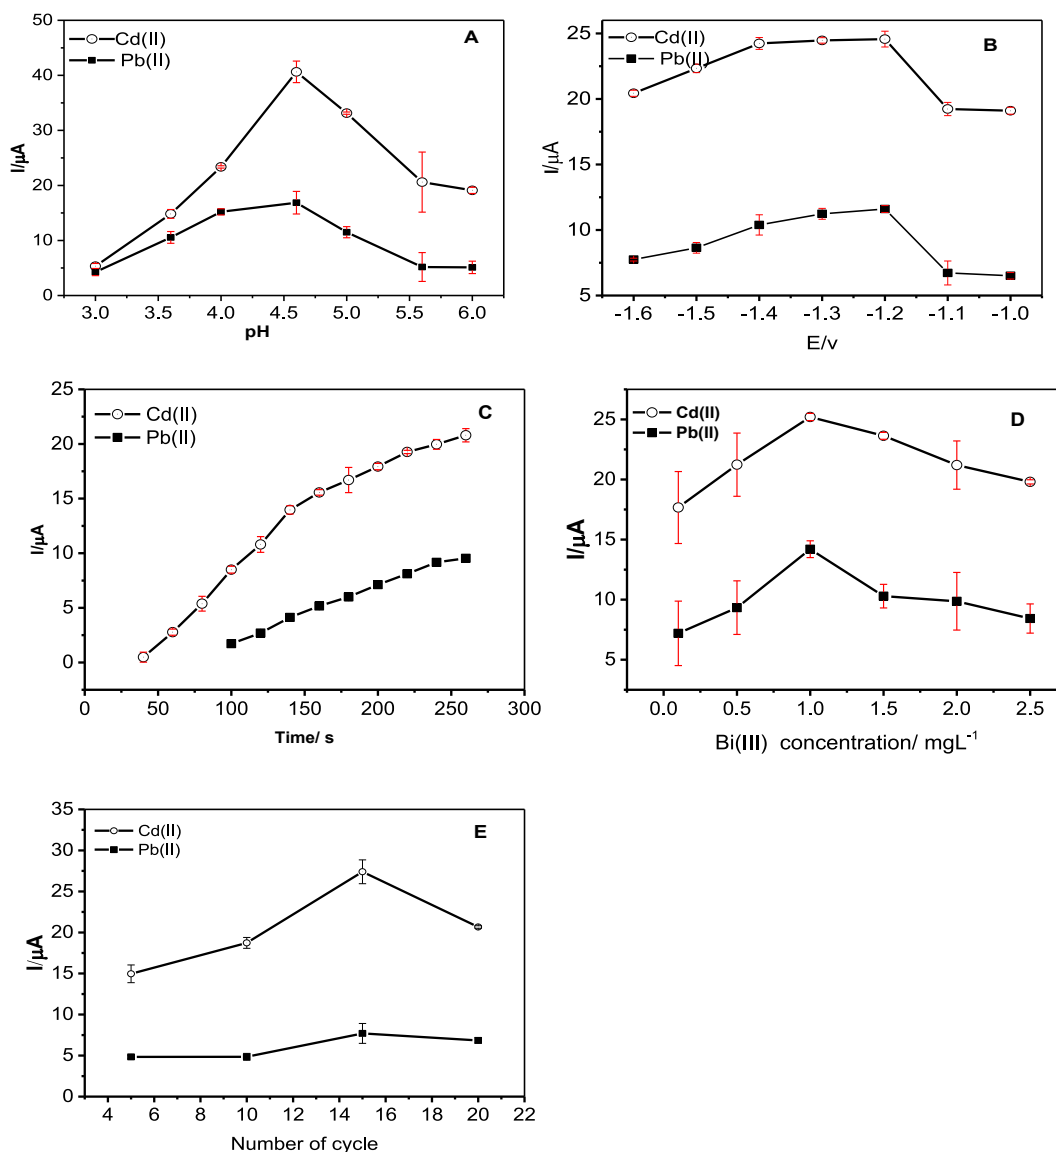 A
Cd(II)
Pb(II)
50
40
30
20
10
0
I/µA
3.0 3.5 4.0 4.5 5.0 5.5 6.0
pH
B
Cd(II)
Pb(II)
25
20
15
10
5
I/µA
-1.6 -1.5 -1.4 -1.3 -1.2 -1.1 -1.0
E/v
C
Cd(II)
Pb(II)
25
20
15
10
5
0
I/µA
0 50 100 150 200 250 300
Time/ s
D
Cd(II)
Pb(II)
25
20
15
10
5
I/µA
0.0 0.5 1.0 1.5 2.0 2.5
Bi(III) concentration/ mgL⁻¹
E
Cd(II)
Pb(II)
35
30
25
20
15
10
5
0
I/µA
4 6 8 10 12 14 16 18 20 22
Number of cycle